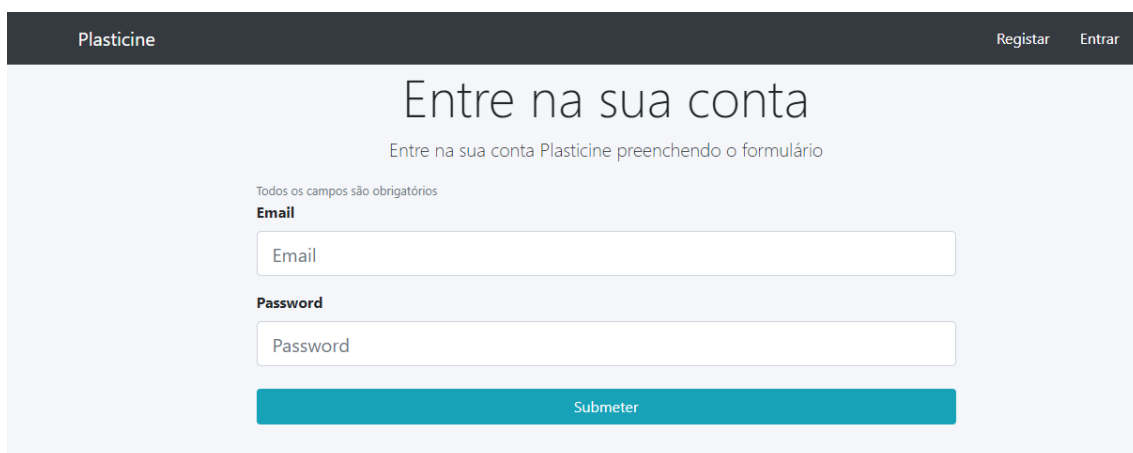 Plasticine Registar Entrar
Entre na sua conta
Entre na sua conta Plasticine preenchendo o formulário
Todos os campos são obrigatórios
Email
Email
Password
Password
Submeter